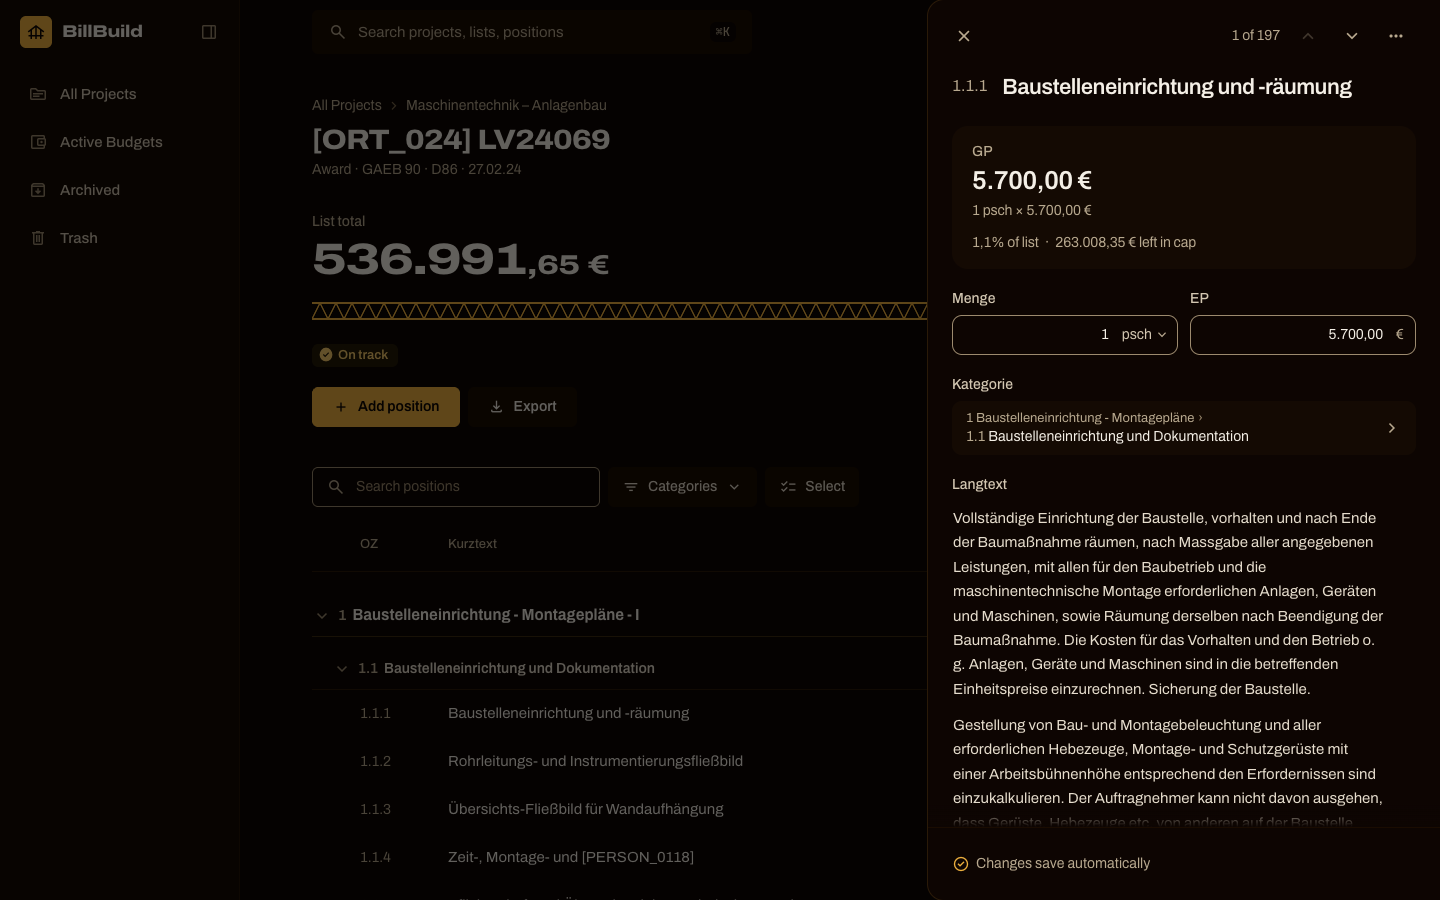 BillBuild
All Projects
Active Budgets
Archived
Trash
Search projects, lists, positions
⌘K
All Projects › Maschinentechnik – Anlagenbau
[ORT_024] LV24069
Award · GAEB 90 · D86 · 27.02.24
List total
536.991,65 €
On track
+ Add position
Export
Search positions
Categories
Select
OZ
Kurztext
1 Baustelleneinrichtung - Montagepläne - I
1.1 Baustelleneinrichtung und Dokumentation
1.1.1 Baustelleneinrichtung und -räumung
1.1.2 Rohrleitungs- und Instrumentierungsfließbild
1.1.3 Übersichts-Fließbild für Wandaufhängung
1.1.4 Zeit-, Montage- und [PERSON_0118]
1 of 197
1.1.1 Baustelleneinrichtung und -räumung
GP
5.700,00 €
1 psch × 5.700,00 €
1,1% of list · 263.008,35 € left in cap
Menge
EP
1 psch
5.700,00 €
Kategorie
1 Baustelleneinrichtung - Montagepläne ›
1.1 Baustelleneinrichtung und Dokumentation
Langtext
Vollständige Einrichtung der Baustelle, vorhalten und nach Ende
der Baumaßnahme räumen, nach Massgabe aller angegebenen
Leistungen, mit allen für den Baubetrieb und die
maschinentechnische Montage erforderlichen Anlagen, Geräten
und Maschinen, sowie Räumung derselben nach Beendigung der
Baumaßnahme. Die Kosten für das Vorhalten und den Betrieb o.
g. Anlagen, Geräte und Maschinen sind in die betreffenden
Einheitspreise einzurechnen. Sicherung der Baustelle.
Gestellung von Bau- und Montagebeleuchtung und aller
erforderlichen Hebezeuge, Montage- und Schutzgerüste mit
einer Arbeitsbühnenhöhe entsprechend den Erfordernissen sind
einzukalkulieren. Der Auftragnehmer kann nicht davon ausgehen,
dass Gerüste, Hebezeuge etc. von anderen auf der Baustelle
Changes save automatically